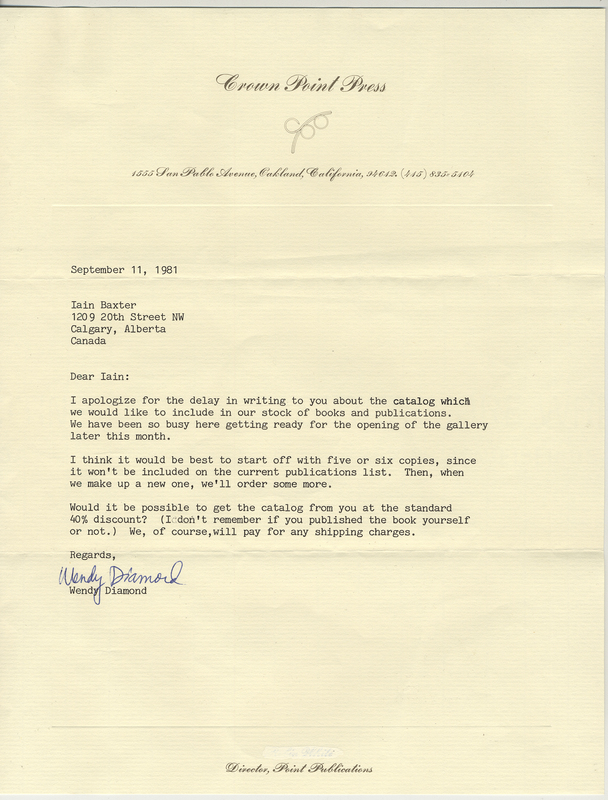 Crown Point Press
1555 San Pablo Avenue, Oakland, California, 94612. (415) 835-5104
September 11, 1981
Iain Baxter
1209 20th Street NW
Calgary, Alberta
Canada
Dear Iain:
I apologize for the delay in writing to you about the catalog which
we would like to include in our stock of books and publications.
We have been so busy here getting ready for the opening of the gallery
later this month.
I think it would be best to start off with five or six copies, since
it won't be included on the current publications list.  Then, when
we make up a new one, we'll order some more.
Would it be possible to get the catalog from you at the standard
40% discount?  (I don't remember if you published the book yourself
or not.)  We, of course,will pay for any shipping charges.
Regards,
Wendy Diamond
Wendy Diamond
Director, Point Publications